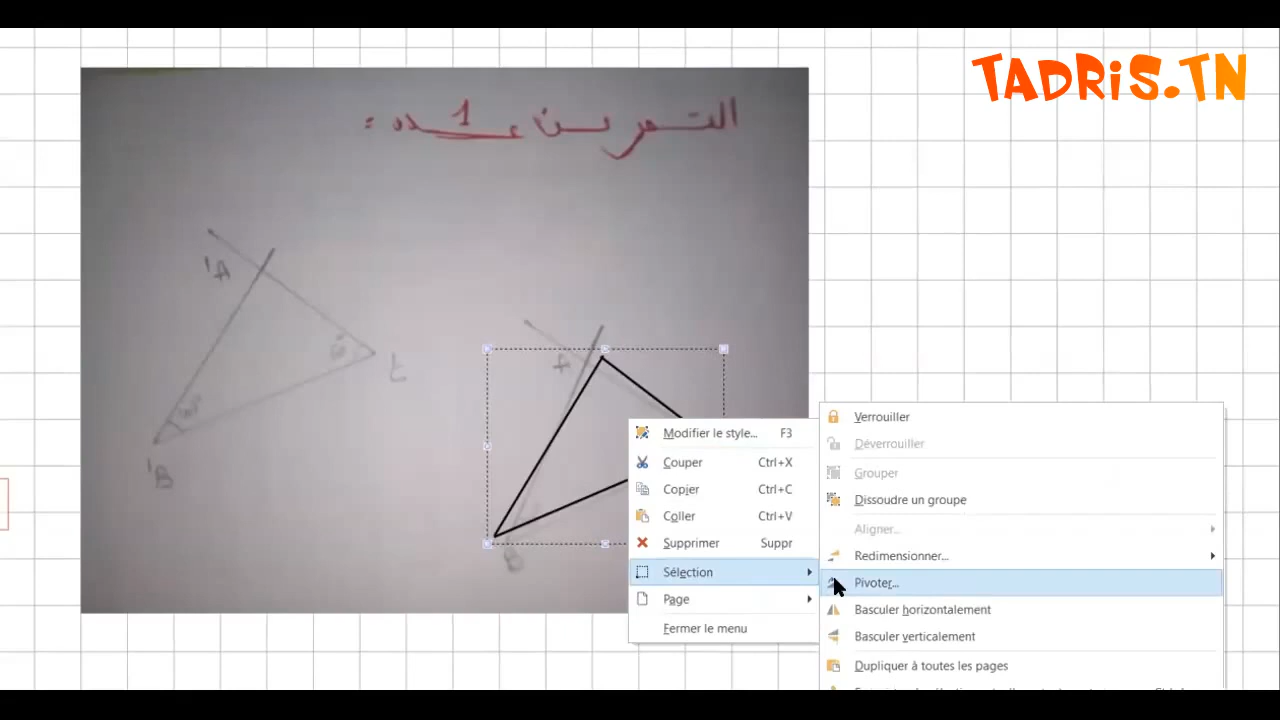 TADRiS.TN
التمرين عــدد 1 :
'A
'B
A
B
Modifier le style... F3
Couper Ctrl+X
Copier Ctrl+C
Coller Ctrl+V
Supprimer Suppr
Sélection
Page
Fermer le menu
Verrouiller
Déverrouiller
Grouper
Dissoudre un groupe
Aligner...
Redimensionner...
Pivoter...
Basculer horizontalement
Basculer verticalement
Dupliquer à toutes les pages